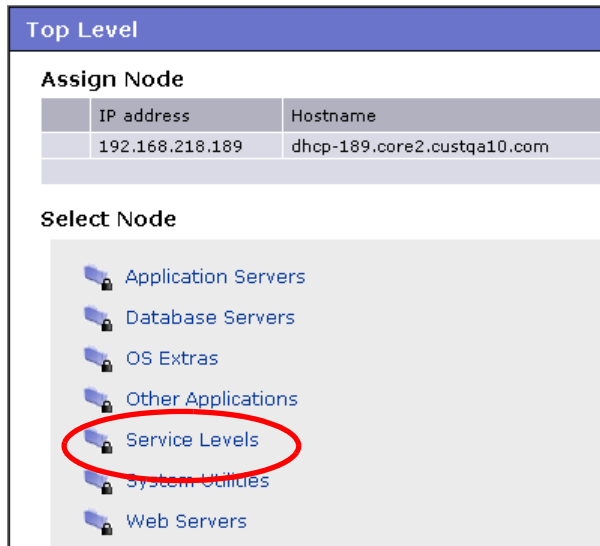 Top Level
Assign Node
IP address Hostname
192.168.218.189 dhcp-189.core2.custqa10.com
Select Node
Application Servers
Database Servers
OS Extras
Other Applications
Service Levels
System Utilities
Web Servers